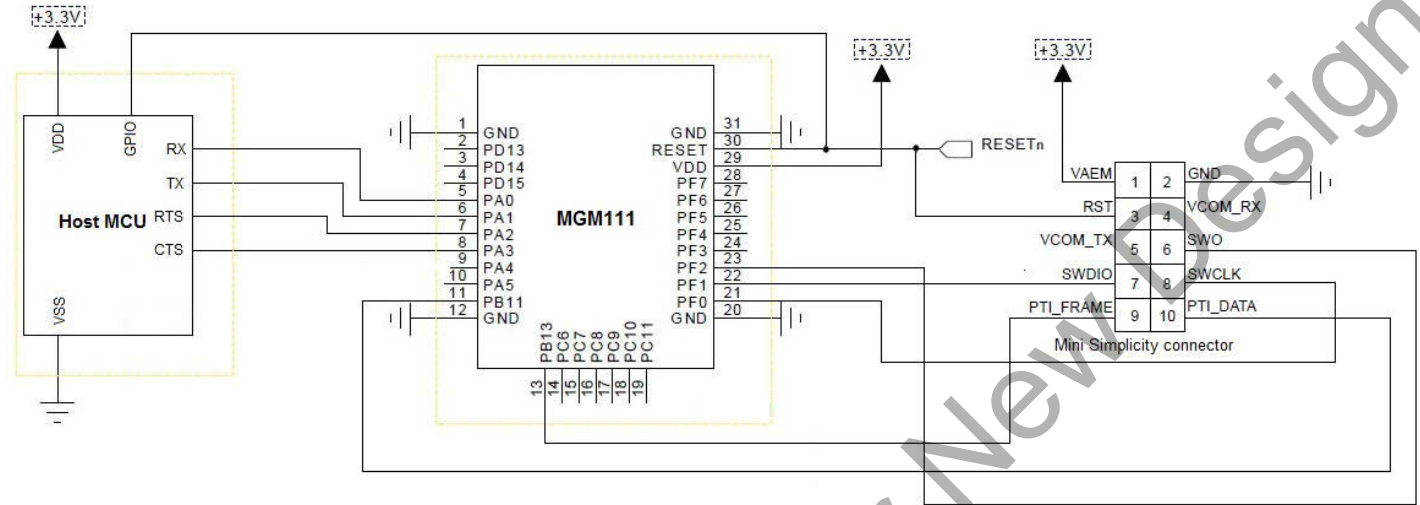 +3.3V
VDD
GPIO
RX
TX
RTS
CTS
Host MCU
VSS
MGM111
1 GND
2 PD13
3 PD14
4 PD15
5 PA0
6 PA1
7 PA2
8 PA3
9 PA4
10 PA5
11 PB11
12 GND
13 PB13
14 PC6
15 PC7
16 PC8
17 PC9
18 PC10
19 PC11
GND 31
RESET 30
VDD 29
PF7 28
PF6 27
PF5 26
PF4 25
PF3 24
PF2 23
PF1 22
PF0 21
GND 20
+3.3V
RESETn
+3.3V
VAEM 1 2 GND
RST 3 4 VCOM_RX
VCOM_TX 5 6 SWO
SWDIO 7 8 SWCLK
PTI_FRAME 9 10 PTI_DATA
Mini Simplicity connector
New Design